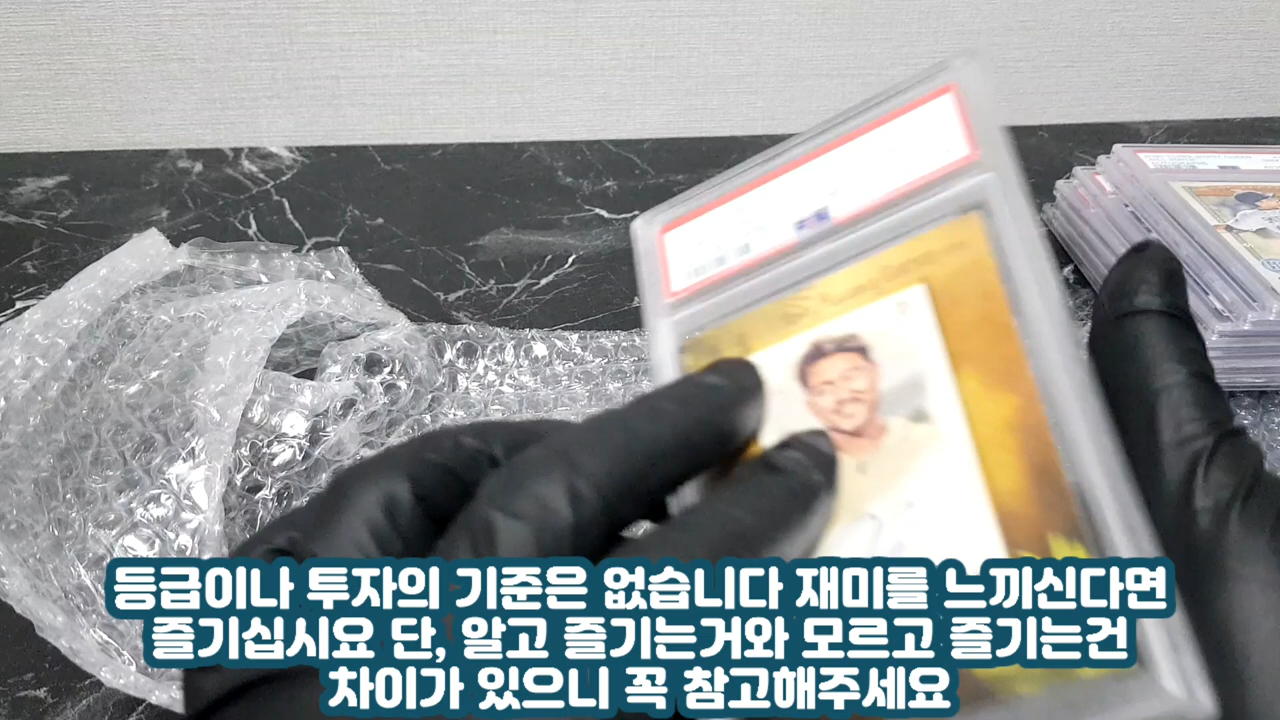 등급이나 투자의 기준은 없습니다 재미를 느끼신다면
즐기십시요 단, 알고 즐기는거와 모르고 즐기는건
차이가 있으니 꼭 참고해주세요